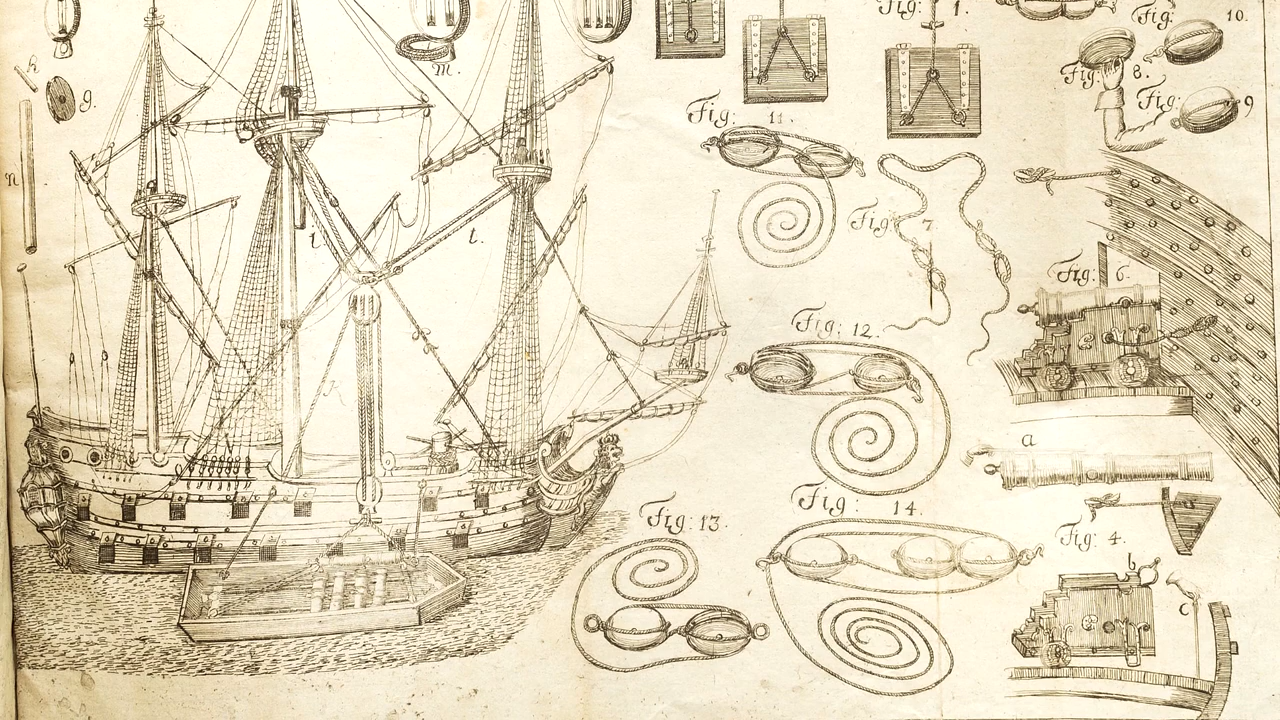 Fig: 1.
Fig: 10.
m.
h
g.
Fig: 8.
Fig: 9
Fig: 11.
n
i
l.
Fig: 7.
Fig: 6.
Fig: 12.
K
a
Fig: 13.
Fig: 14.
Fig: 4.
b
c